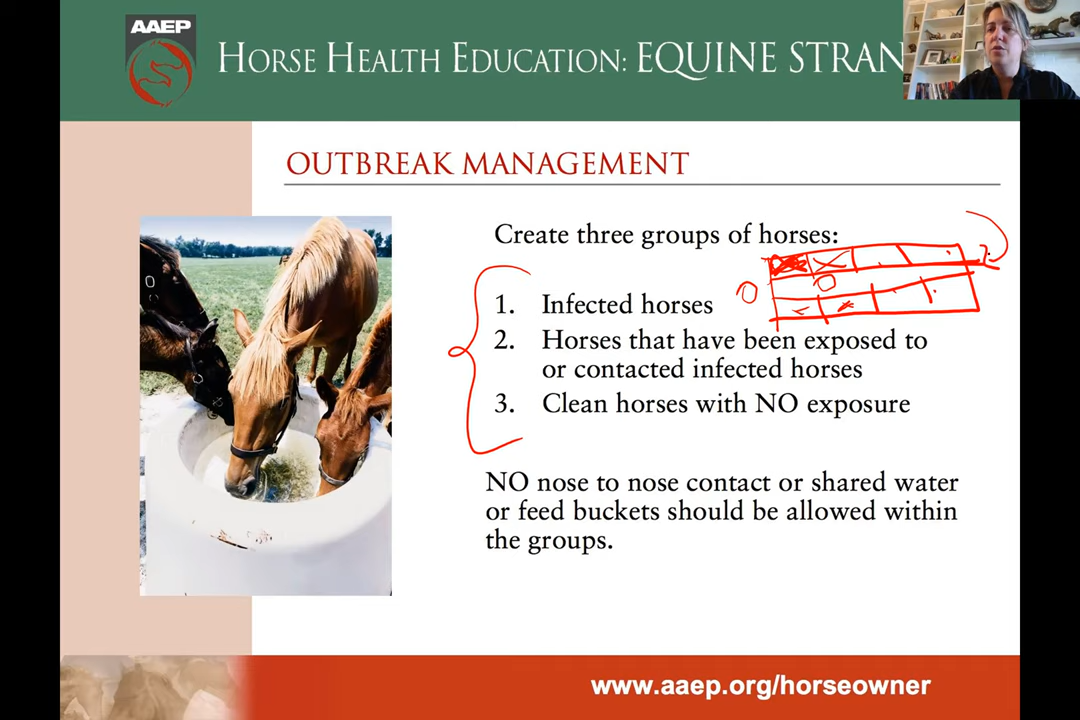 AAEP
HORSE HEALTH EDUCATION: EQUINE STRAN
OUTBREAK MANAGEMENT
Create three groups of horses:
1. Infected horses
2. Horses that have been exposed to
or contacted infected horses
3. Clean horses with NO exposure
NO nose to nose contact or shared water
or feed buckets should be allowed within
the groups.
www.aaep.org/horseowner